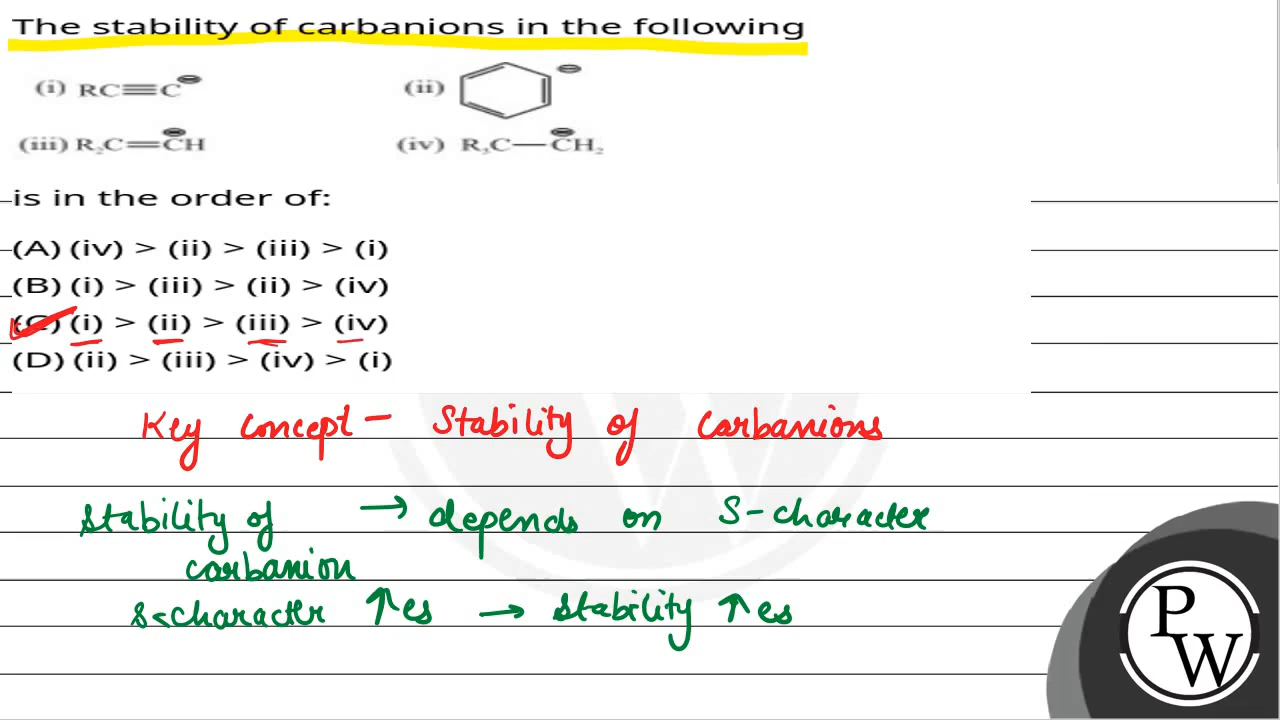 The stability of carbanions in the following
(i) RC≡C⊖ (ii) ⊖
(iii) R₂C=C⊖H (iv) R₃C—C⊖H₂
is in the order of:
(A) (iv) > (ii) > (iii) > (i)
(B) (i) > (iii) > (ii) > (iv)
(C) (i) > (ii) > (iii) > (iv)
(D) (ii) > (iii) > (iv) > (i)
Key concept - Stability of carbanions
Stability of → depends on S-character
carbanion
s-character ↑es → stability ↑es
P
W